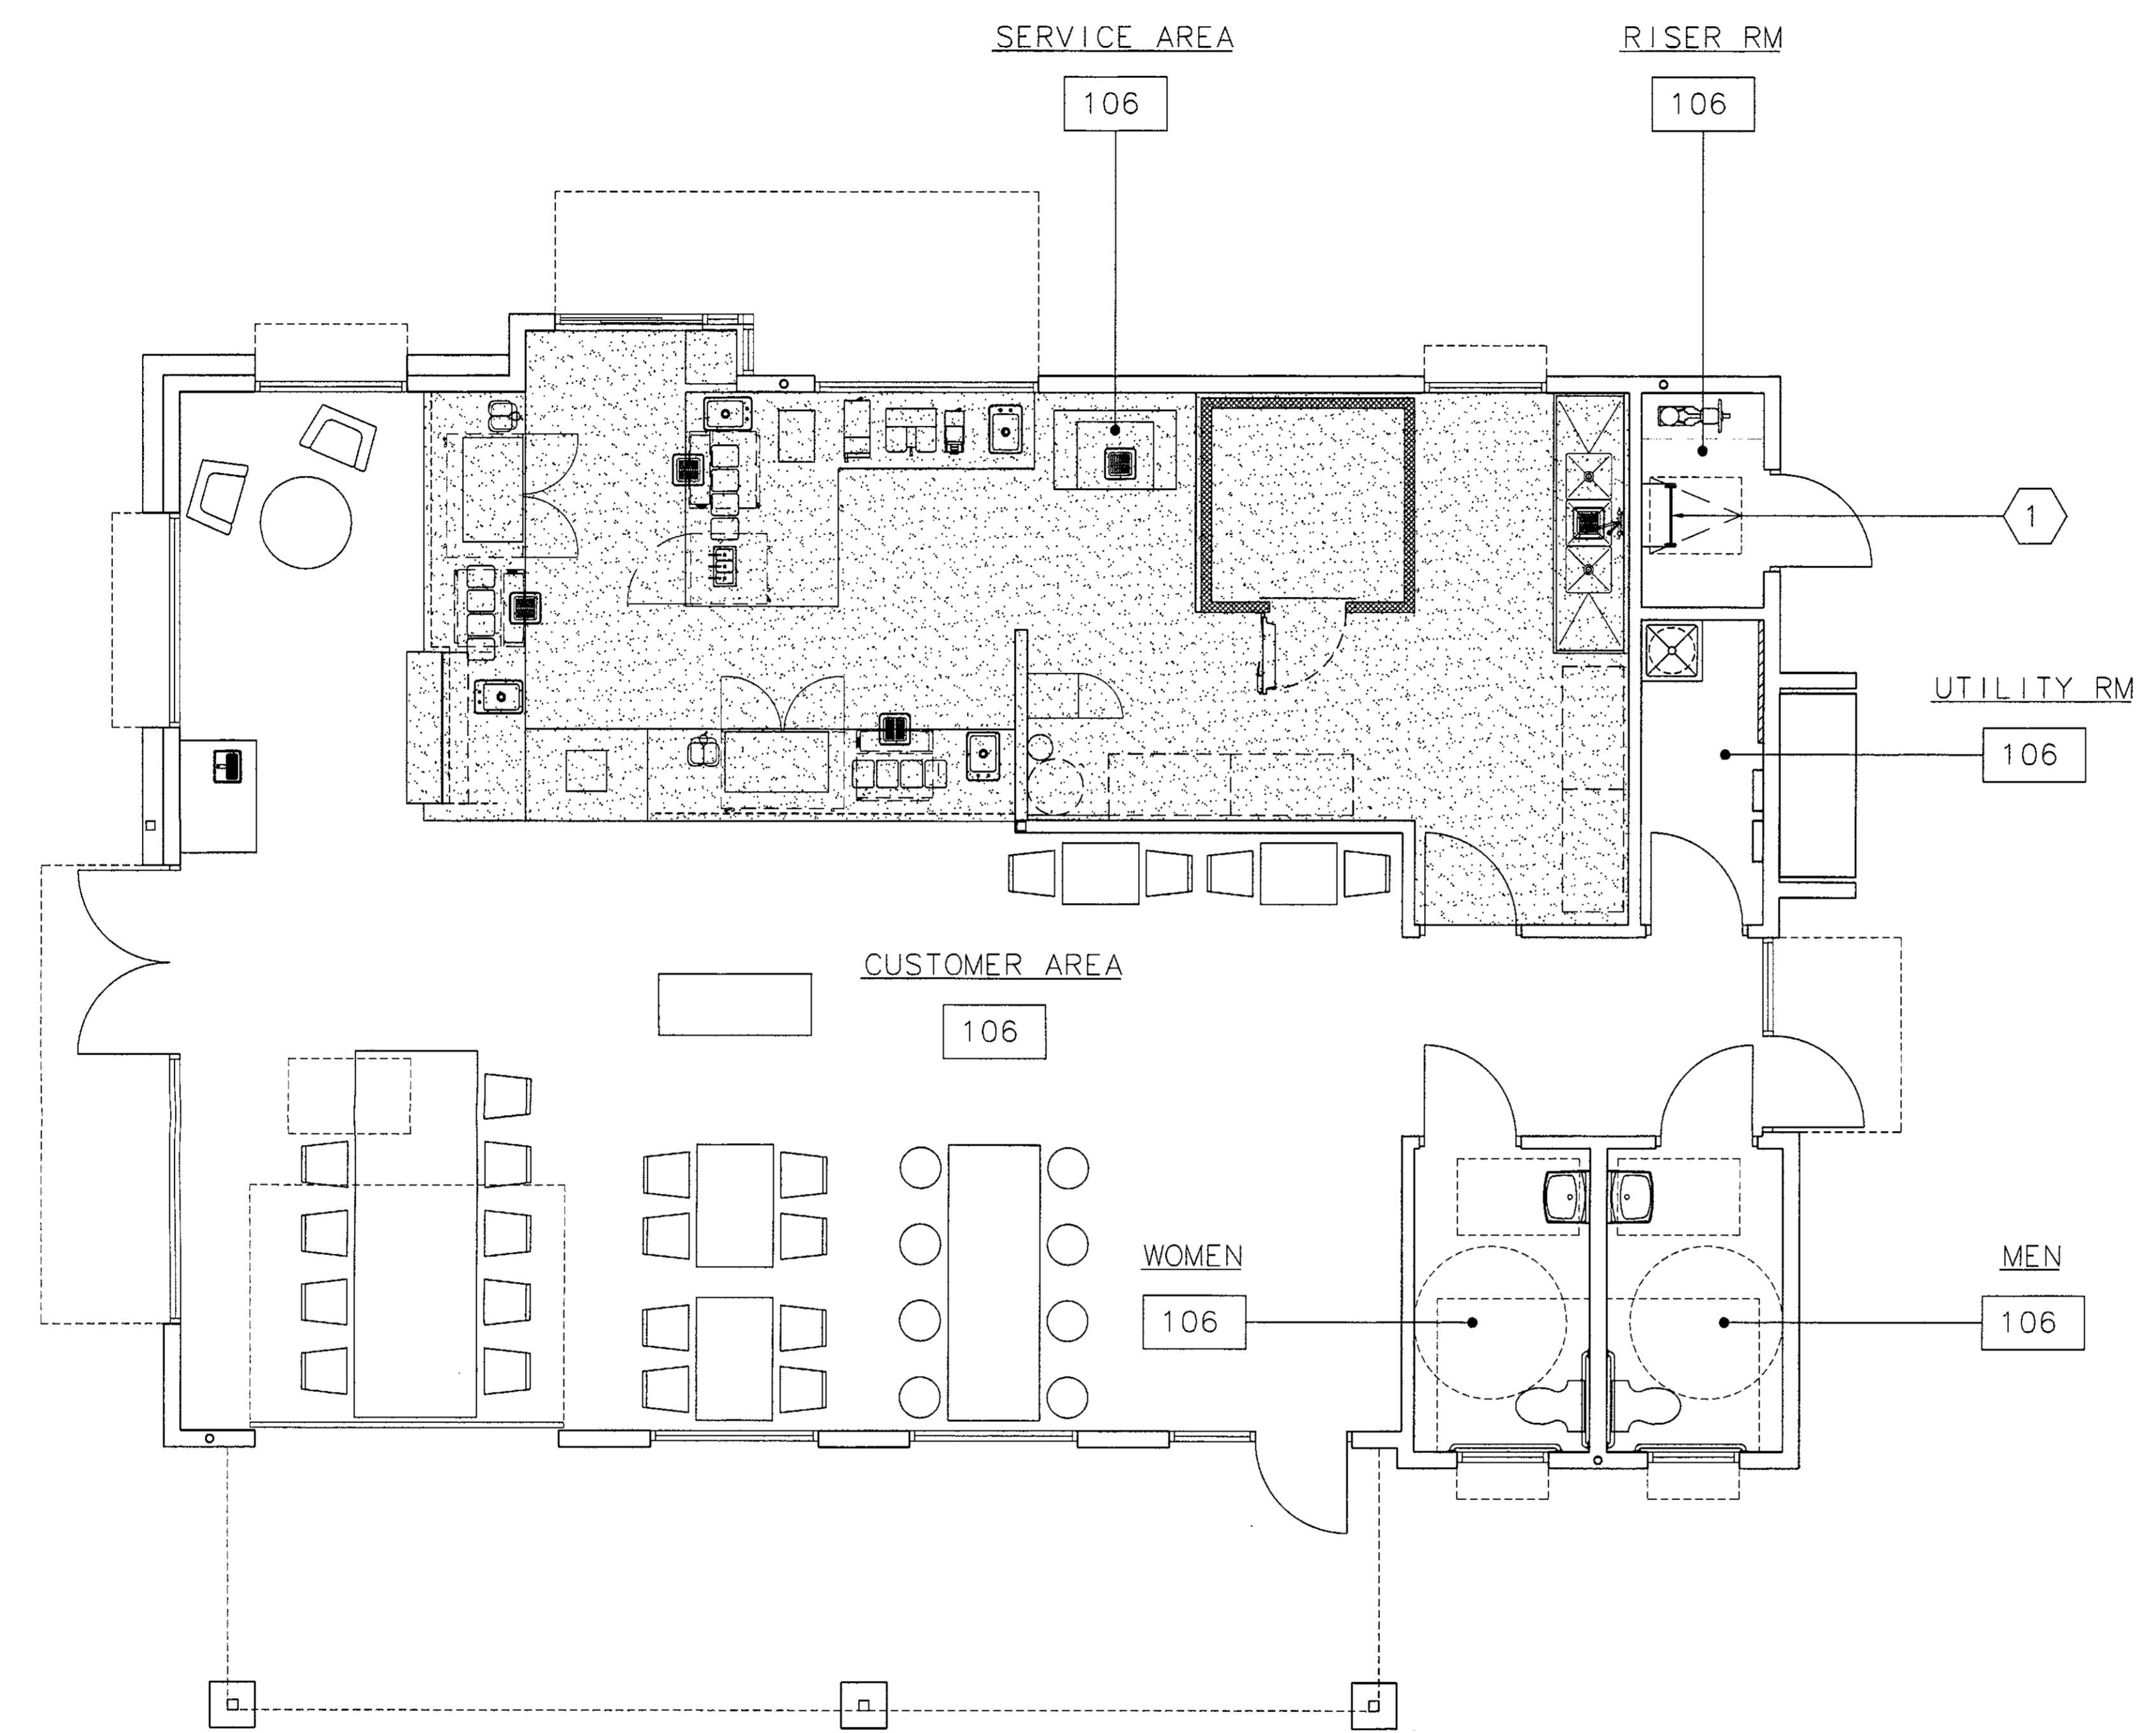 SERVICE AREA
106
RISER RM
106
1
UTILITY RM
106
CUSTOMER AREA
106
WOMEN
106
MEN
106